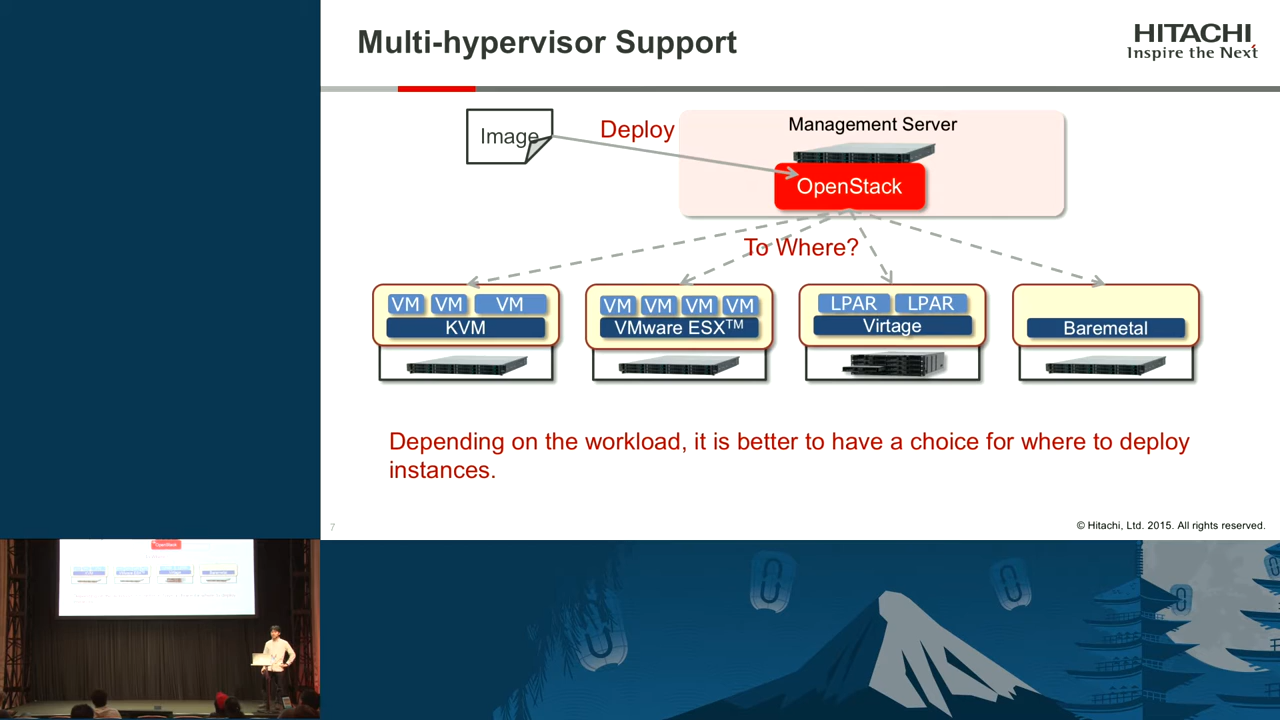 Multi-hypervisor Support
HITACHI
Inspire the Next
Image
Deploy
Management Server
OpenStack
To Where?
VM VM VM
KVM
VM VM VM VM
VMware ESX™
LPAR LPAR
Virtage
Baremetal
Depending on the workload, it is better to have a choice for where to deploy
instances.
7
© Hitachi, Ltd. 2015. All rights reserved.
OpenStack